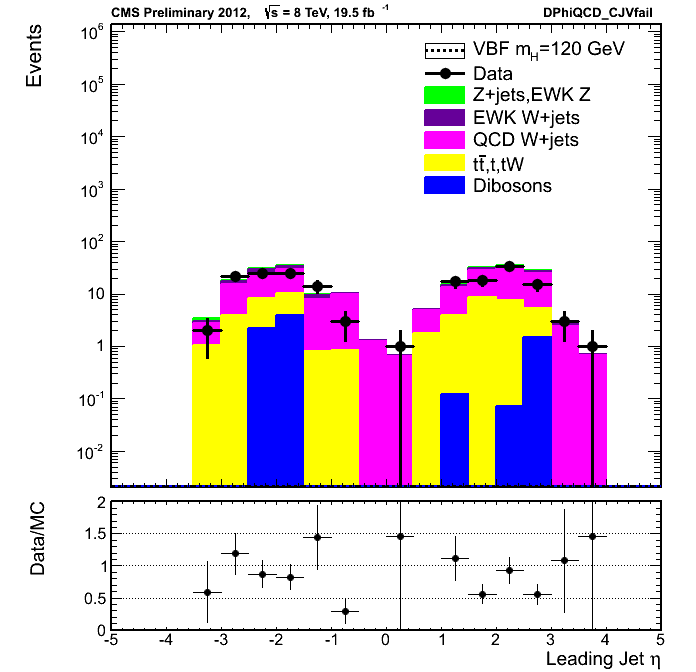 CMS Preliminary 2012, √s = 8 TeV, 19.5 fb⁻¹ DPhiQCD_CJVfail
Events
10⁶
10⁵
10⁴
10³
10²
10
1
10⁻¹
10⁻²
VBF m_H=120 GeV
Data
Z+jets,EWK Z
EWK W+jets
QCD W+jets
tt̄,t,tW
Dibosons
Data/MC
2
1.5
1
0.5
0
-5 -4 -3 -2 -1 0 1 2 3 4 5
Leading Jet η